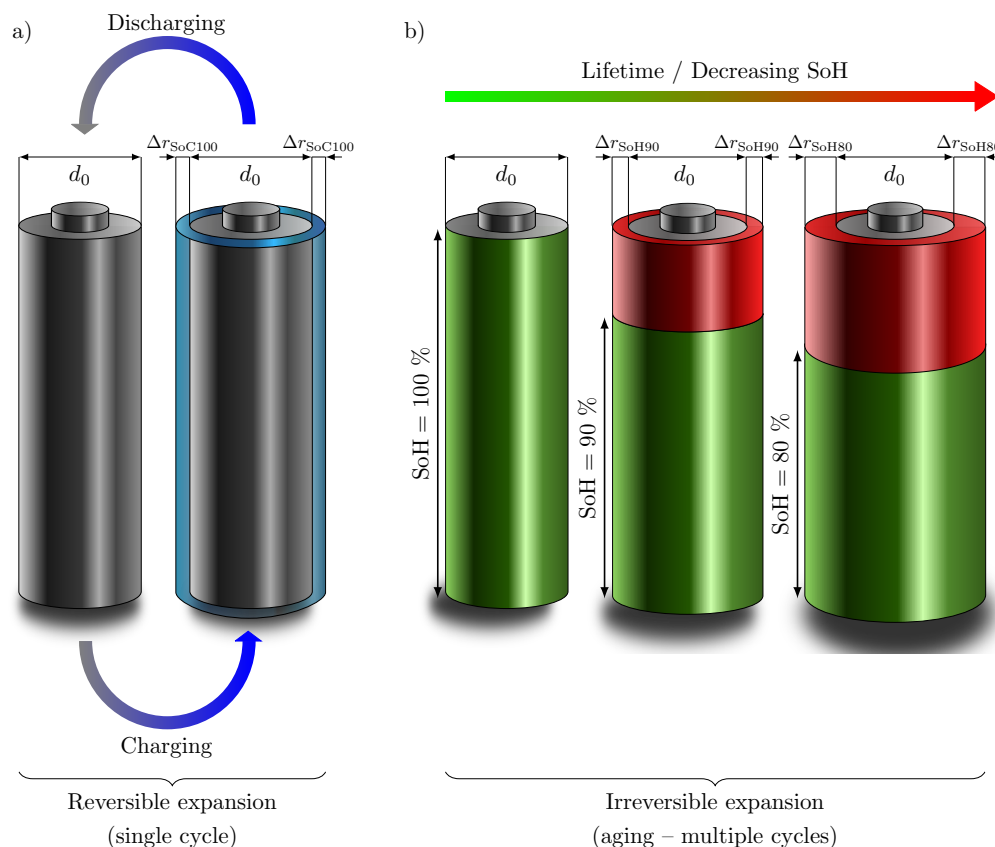 a)
Discharging
Δr_SoC100
Δr_SoC100
d_0
d_0
Charging
Reversible expansion
(single cycle)
b)
Lifetime / Decreasing SoH
Δr_SoH90
Δr_SoH90
Δr_SoH80
Δr_SoH80
d_0
d_0
d_0
SoH = 100 %
SoH = 90 %
SoH = 80 %
Irreversible expansion
(aging – multiple cycles)